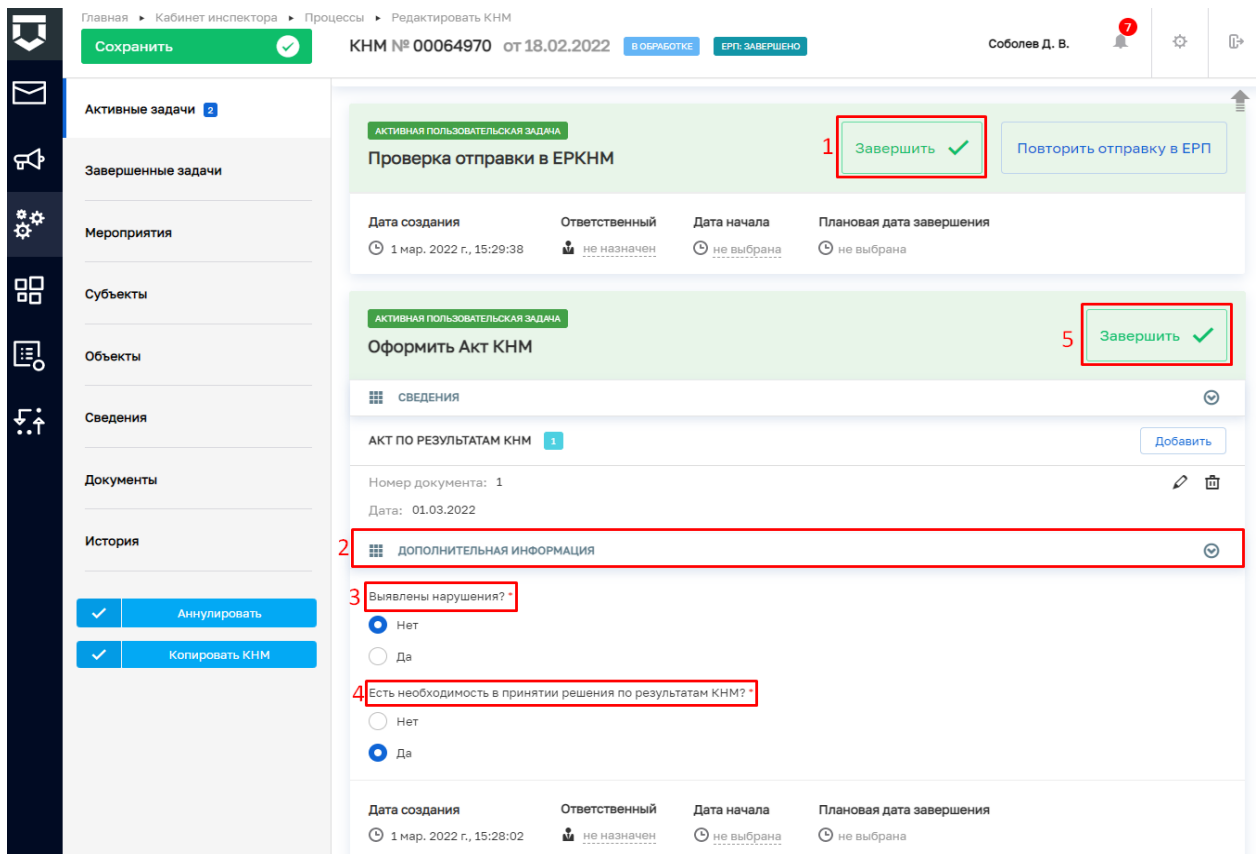 Главная ▸ Кабинет инспектора ▸ Процессы ▸ Редактировать КНМ
Сохранить
КНМ № 00064970 от 18.02.2022 В ОБРАБОТКЕ ЕРП: ЗАВЕРШЕНО
Соболев Д. В.
7
Активные задачи 2
Завершенные задачи
Мероприятия
Субъекты
Объекты
Сведения
Документы
История
Аннулировать
Копировать КНМ
АКТИВНАЯ ПОЛЬЗОВАТЕЛЬСКАЯ ЗАДАЧА
Проверка отправки в ЕРКНМ
1 Завершить
Повторить отправку в ЕРП
Дата создания Ответственный Дата начала Плановая дата завершения
1 мар. 2022 г., 15:29:38 не назначен не выбрана не выбрана
АКТИВНАЯ ПОЛЬЗОВАТЕЛЬСКАЯ ЗАДАЧА
Оформить Акт КНМ
5 Завершить
СВЕДЕНИЯ
АКТ ПО РЕЗУЛЬТАТАМ КНМ 1 Добавить
Номер документа: 1
Дата: 01.03.2022
2 ДОПОЛНИТЕЛЬНАЯ ИНФОРМАЦИЯ
3 Выявлены нарушения? *
Нет
Да
4 Есть необходимость в принятии решения по результатам КНМ? *
Нет
Да
Дата создания Ответственный Дата начала Плановая дата завершения
1 мар. 2022 г., 15:28:02 не назначен не выбрана не выбрана